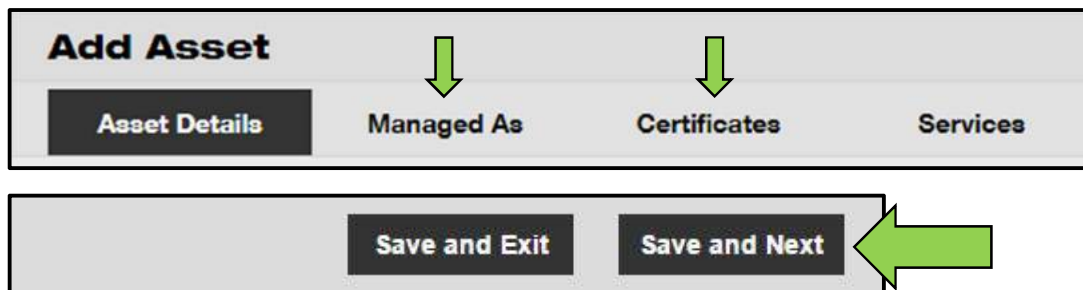 Add Asset
Asset Details Managed As Certificates Services
Save and Exit Save and Next